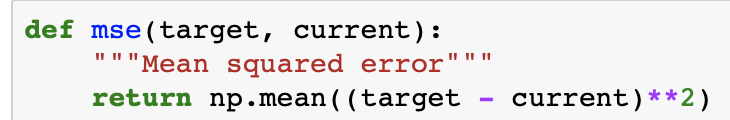 def mse(target, current):
    """Mean squared error"""
    return np.mean((target - current)**2)